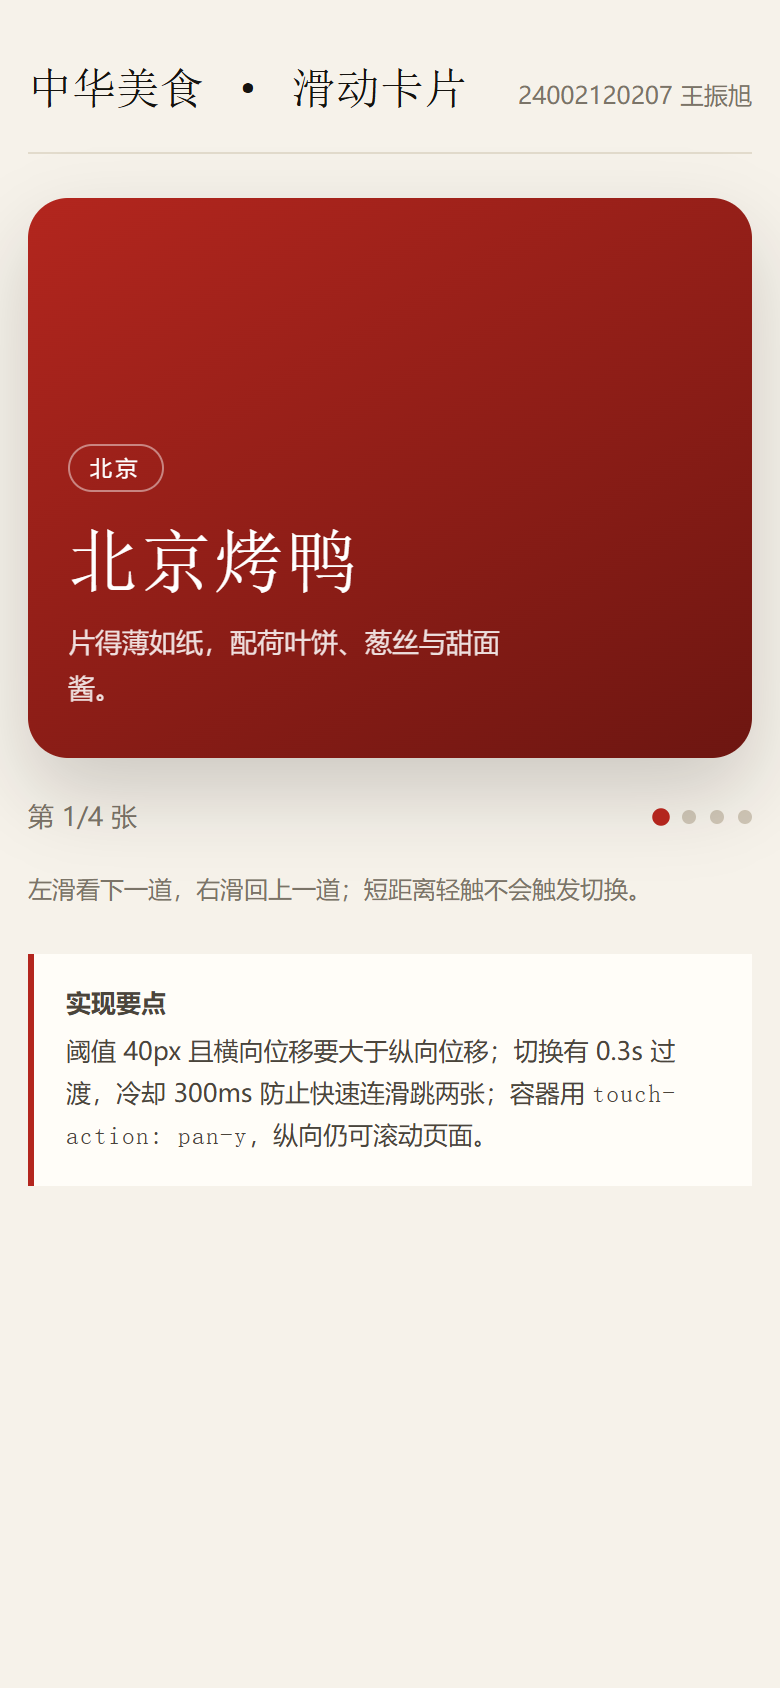 中华美食 · 滑动卡片
24002120207 王振旭
北京
北京烤鸭
片得薄如纸，配荷叶饼、葱丝与甜面
酱。
第 1/4 张
左滑看下一道，右滑回上一道；短距离轻触不会触发切换。
实现要点
阈值 40px 且横向位移要大于纵向位移；切换有 0.3s 过
渡，冷却 300ms 防止快速连滑跳两张；容器用 touch-
action: pan-y，纵向仍可滚动页面。